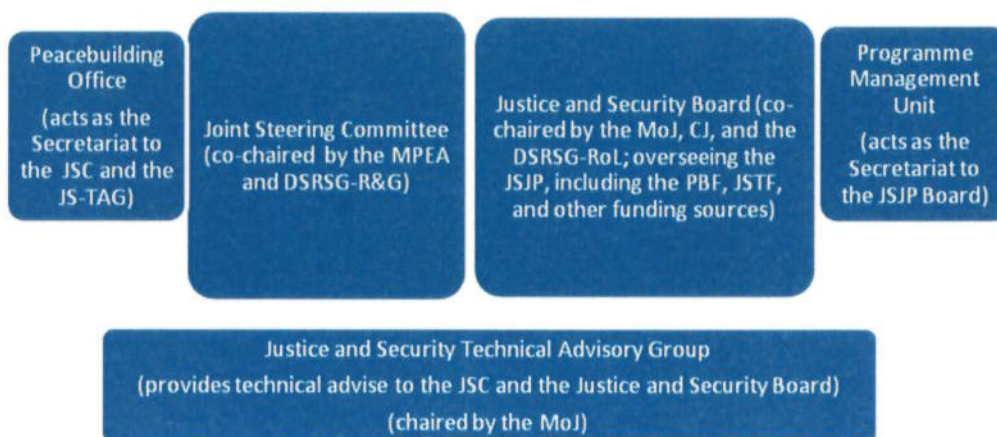 Peacebuilding
Office
(acts as the
Secretariat to
the JSC and the
JS-TAG)
Joint Steering Committee
(co-chaired by the MPEA
and DSRSG-R&G)
Justice and Security Board (co-
chaired by the MoJ, CJ, and the
DSRSG-RoL; overseeing the
JSJP, including the PBF, JSTF,
and other funding sources)
Programme
Management
Unit
(acts as the
Secretariat to
the JSJP Board)
Justice and Security Technical Advisory Group
(provides technical advise to the JSC and the Justice and Security Board)
(chaired by the MoJ)